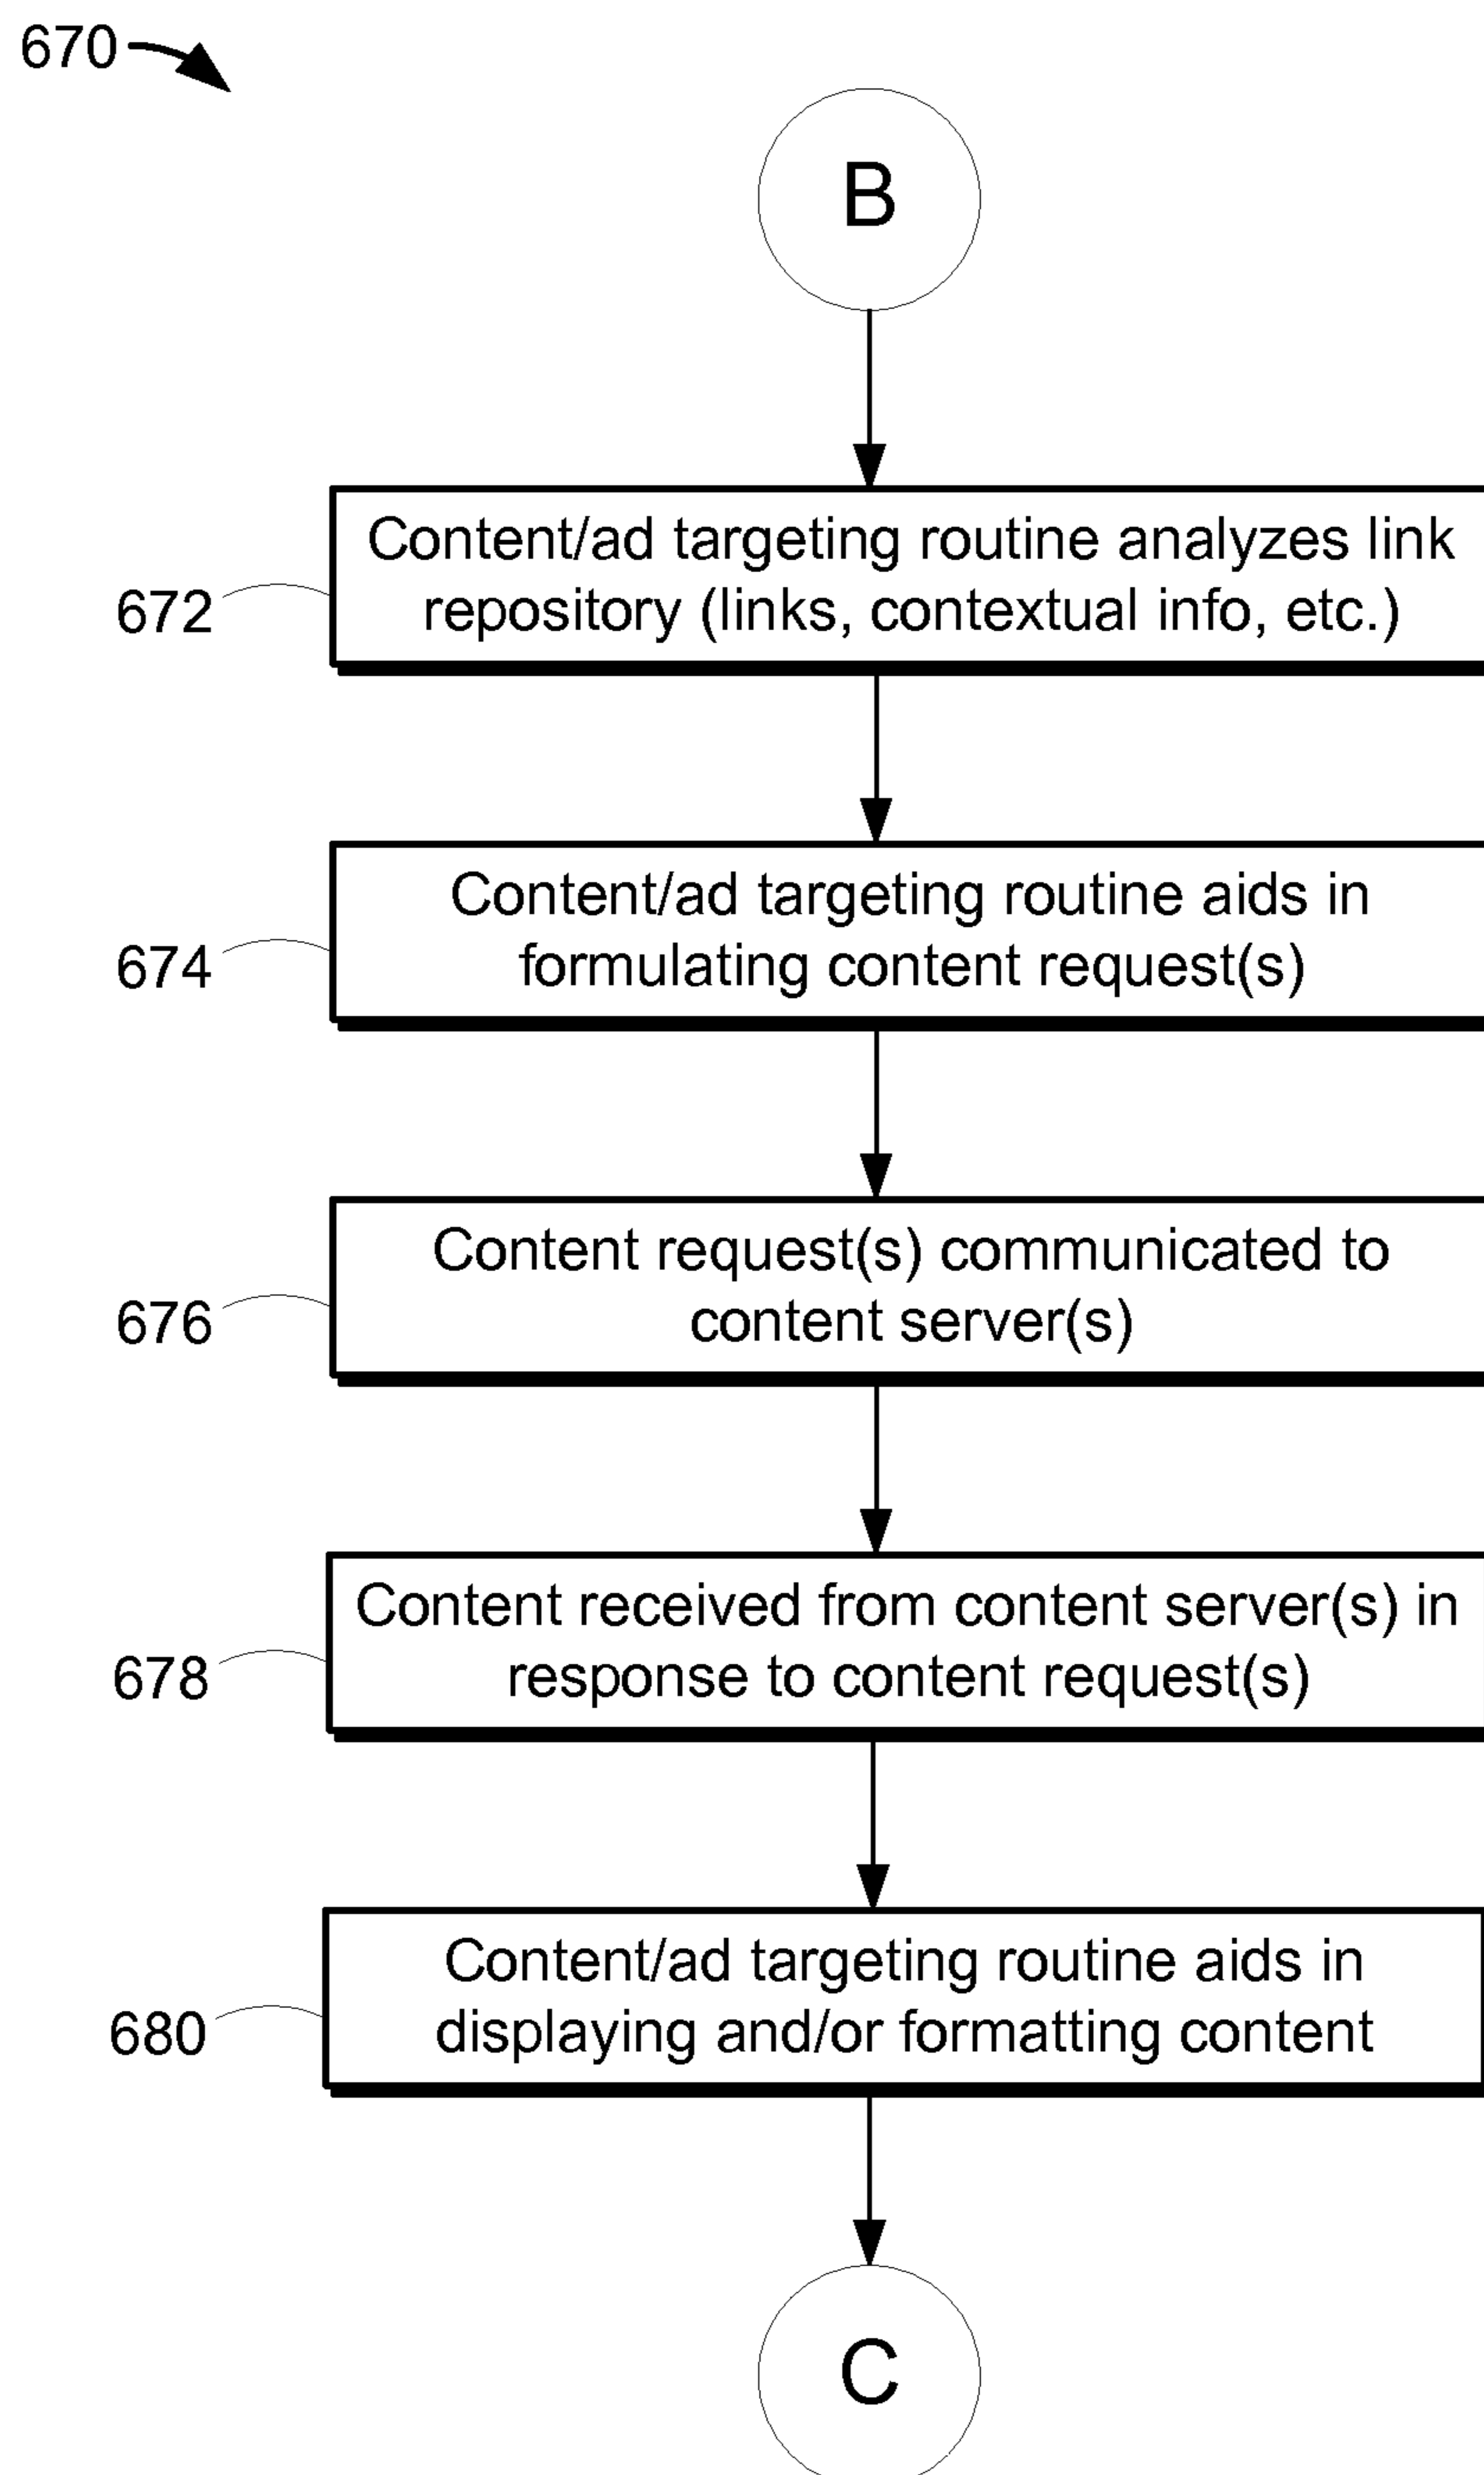 670
B
Content/ad targeting routine analyzes link
repository (links, contextual info, etc.)
672
Content/ad targeting routine aids in
formulating content request(s)
674
Content request(s) communicated to
content server(s)
676
Content received from content server(s) in
response to content request(s)
678
Content/ad targeting routine aids in
displaying and/or formatting content
680
C